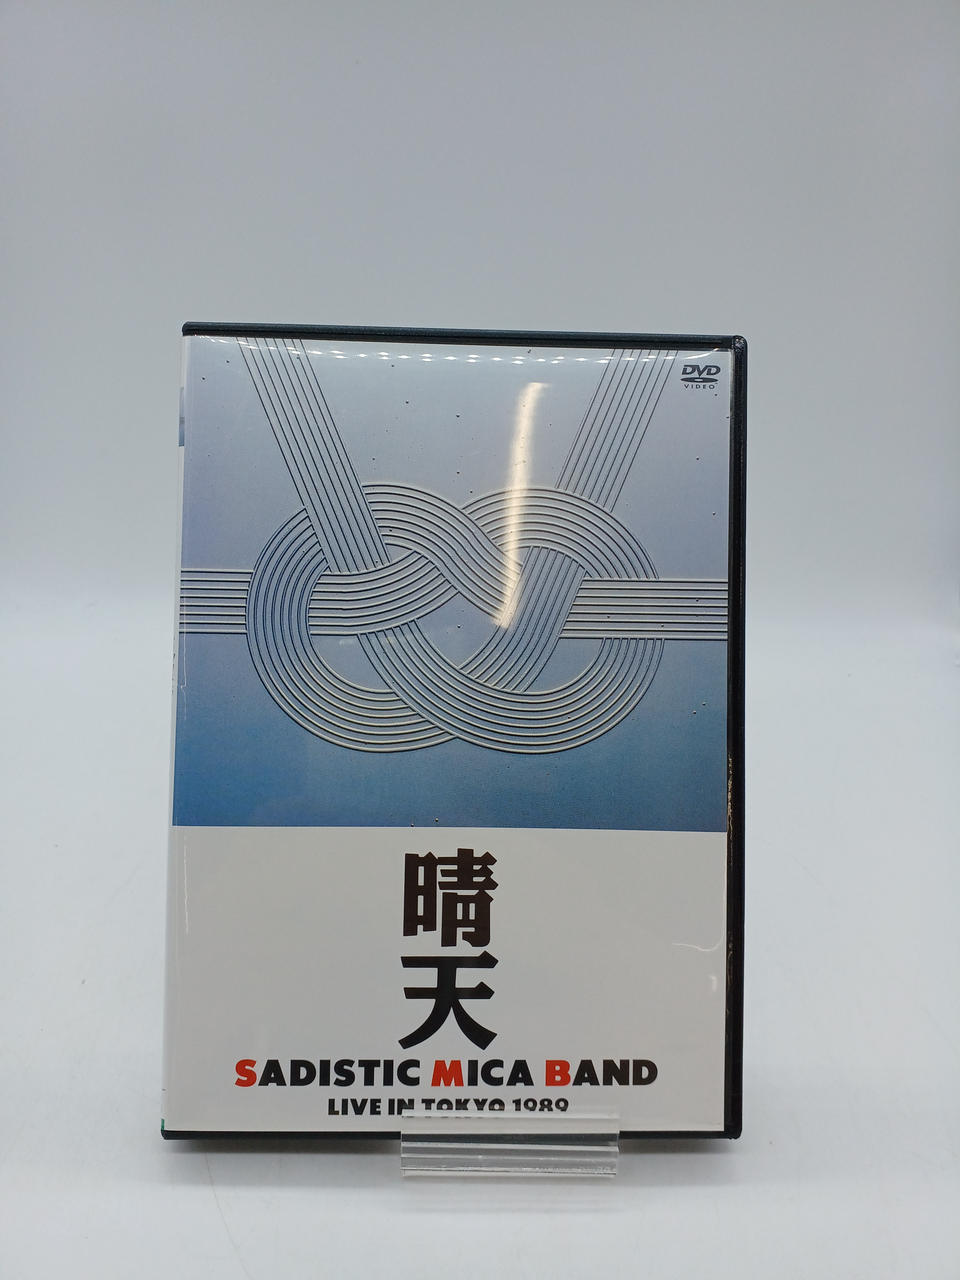 DVD
VIDEO
晴天
SADISTIC MICA BAND
LIVE IN TOKYO 1989